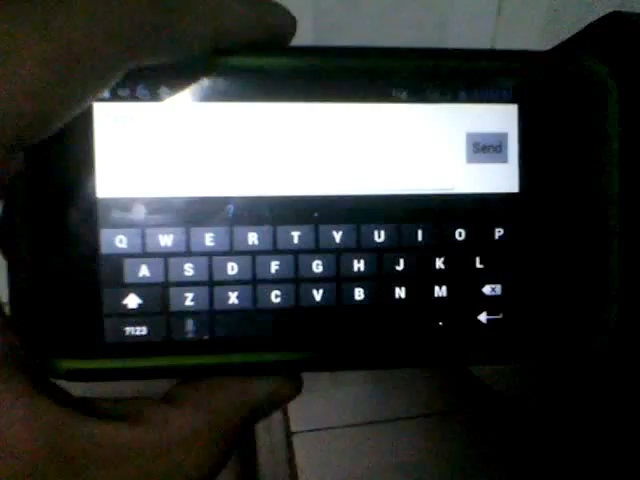 Send
Q W E R T Y U I O P
A S D F G H J K L
Z X C V B N M
?123 .